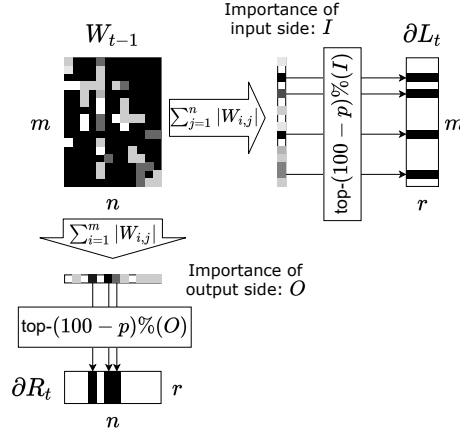 Importance of
input side: I
W_{t−1}
∂L_t
m
∑_{j=1}^{n} |W_{i,j}|
top-(100 − p)%(I)
m
n
r
∑_{i=1}^{m} |W_{i,j}|
Importance of
output side: O
top-(100 − p)%(O)
∂R_t
r
n